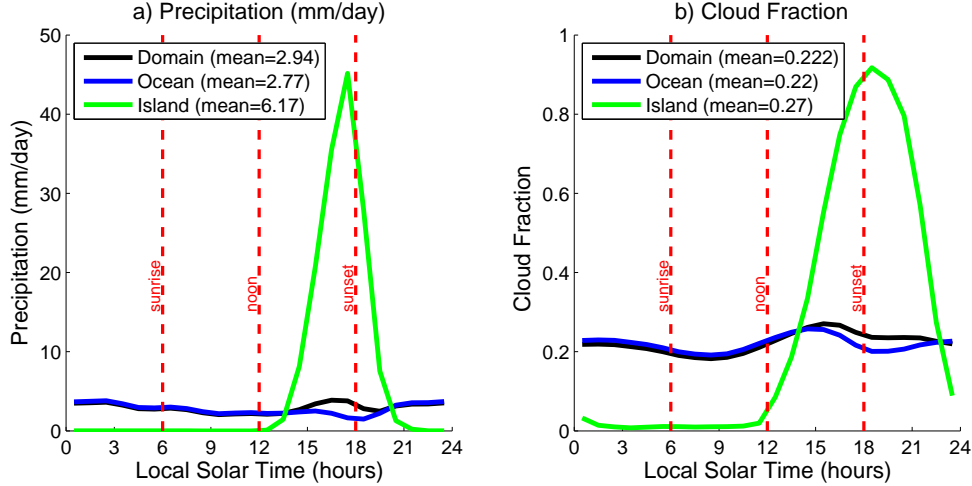 a) Precipitation (mm/day)
50
40
30
20
10
0
Precipitation (mm/day)
Domain (mean=2.94)
Ocean (mean=2.77)
Island (mean=6.17)
sunrise
noon
sunset
0 3 6 9 12 15 18 21 24
Local Solar Time (hours)
b) Cloud Fraction
1
0.8
0.6
0.4
0.2
0
Cloud Fraction
Domain (mean=0.222)
Ocean (mean=0.22)
Island (mean=0.27)
sunrise
noon
sunset
0 3 6 9 12 15 18 21 24
Local Solar Time (hours)